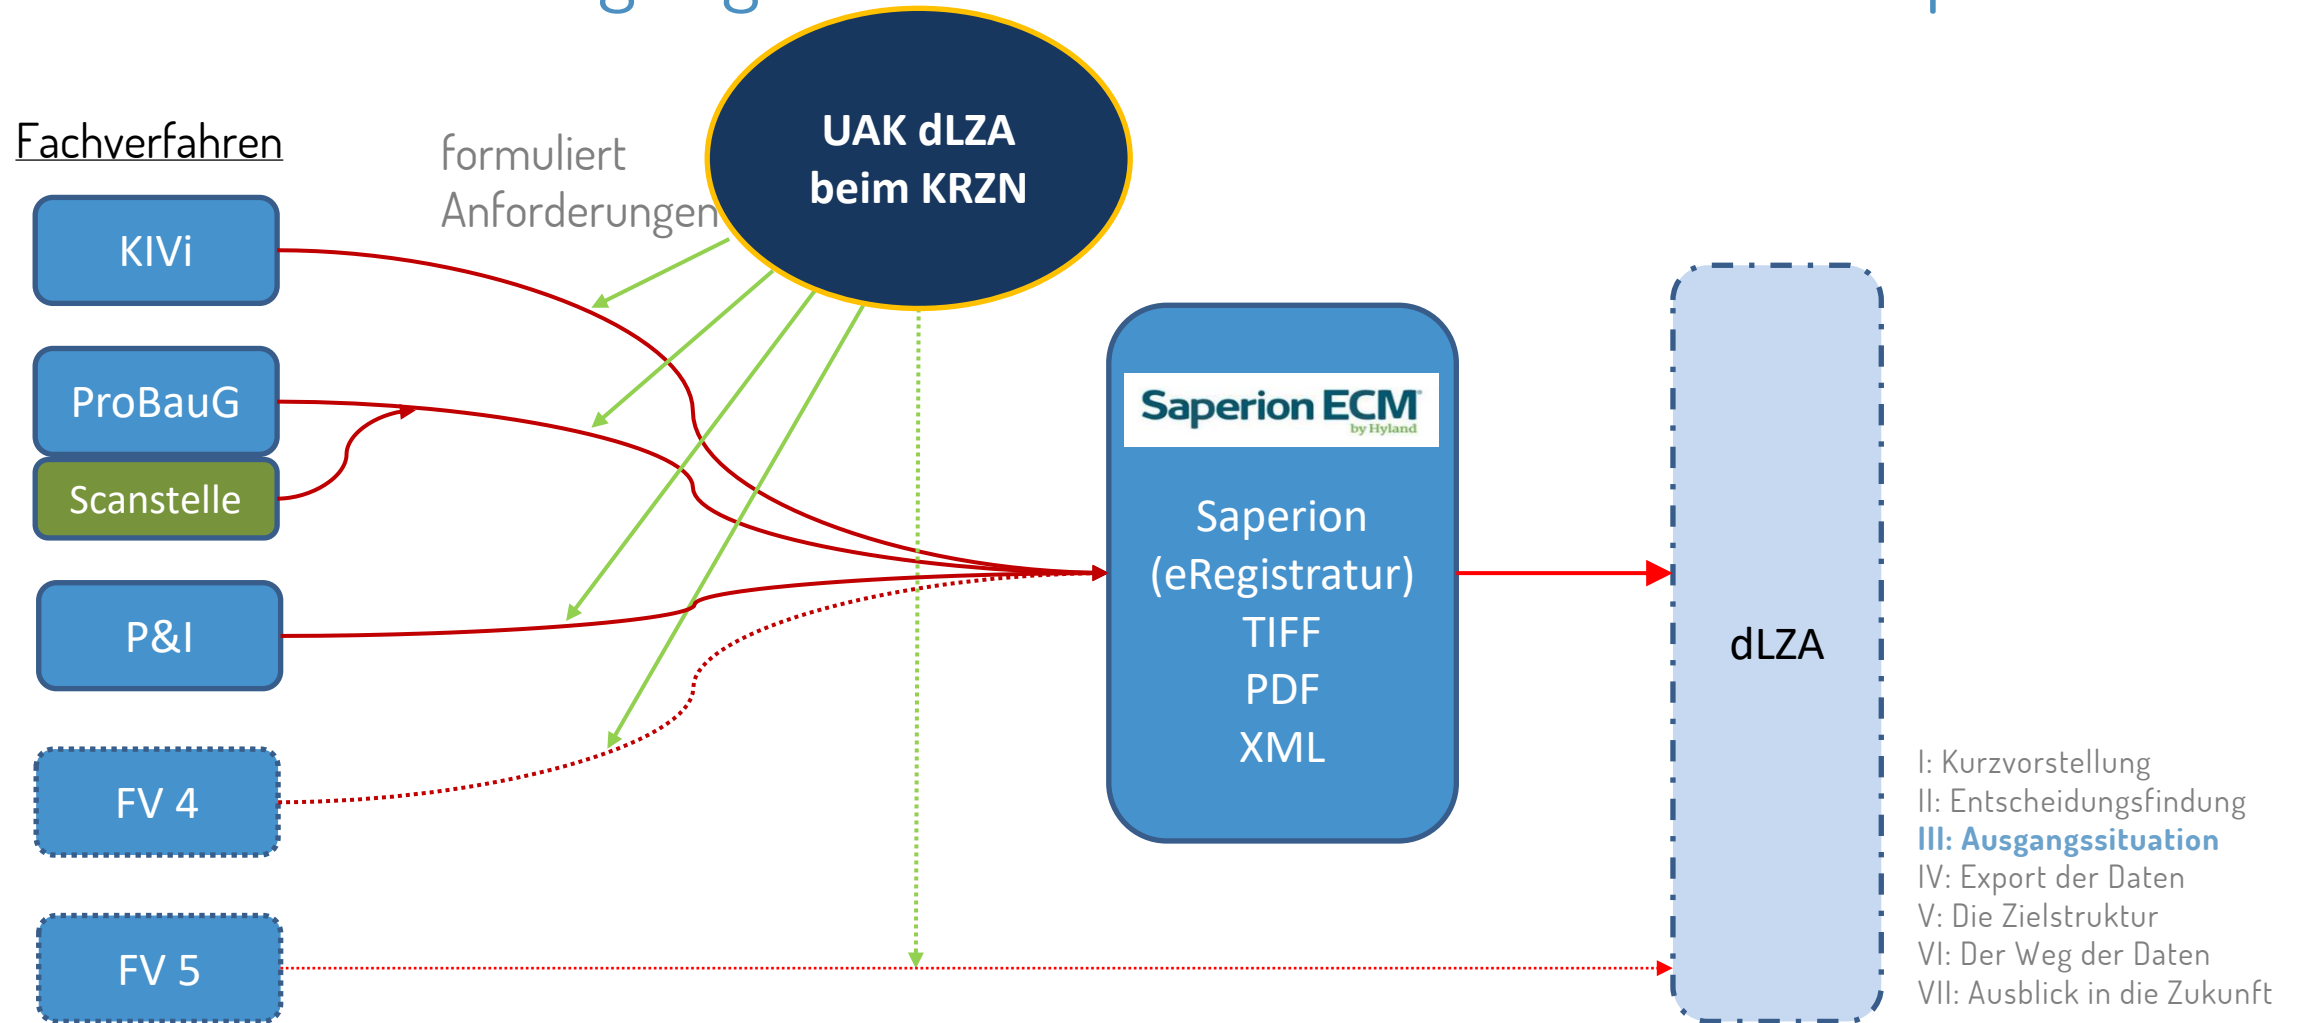 Fachverfahren
formuliert
Anforderungen
UAK dLZA
beim KRZN
KIVi
ProBauG
Scanstelle
P&I
FV 4
FV 5
Saperion ECM
by Hyland
Saperion
(eRegistratur)
TIFF
PDF
XML
dLZA
I: Kurzvorstellung
II: Entscheidungsfindung
III: Ausgangssituation
IV: Export der Daten
V: Die Zielstruktur
VI: Der Weg der Daten
VII: Ausblick in die Zukunft